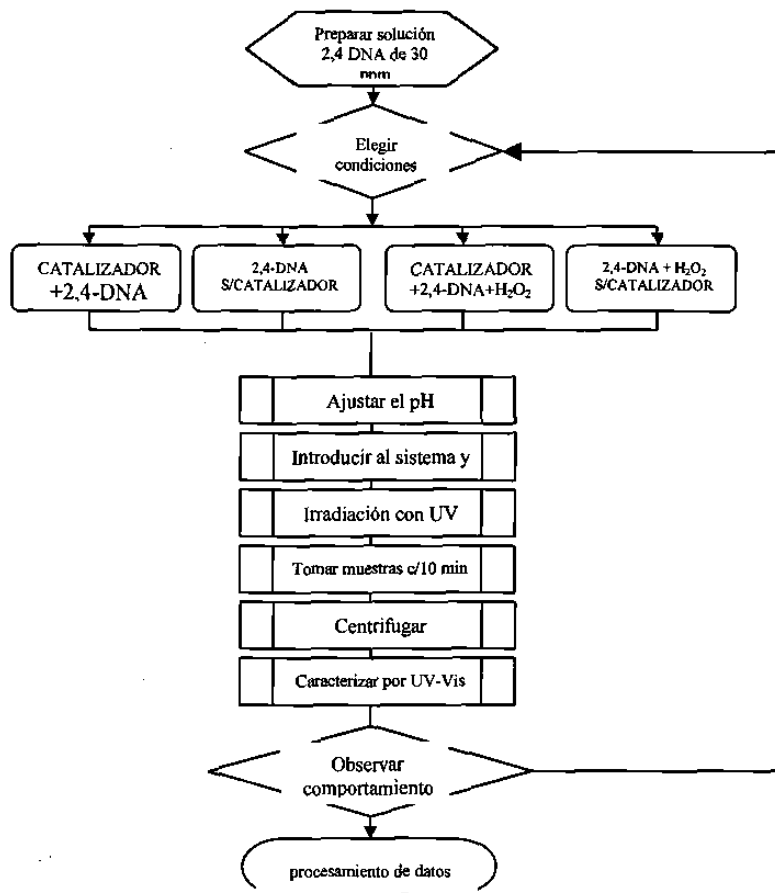 Preparar solución
2,4 DNA de 30
ppm
Elegir
condiciones
CATALIZADOR
+2,4-DNA
2,4-DNA
S/CATALIZADOR
CATALIZADOR
+2,4-DNA+H₂O₂
2,4-DNA + H₂O₂
S/CATALIZADOR
Ajustar el pH
Introducir al sistema y
Irradiación con UV
Tomar muestras c/10 min
Centrifugar
Caracterizar por UV-Vis
Observar
comportamiento
procesamiento de datos